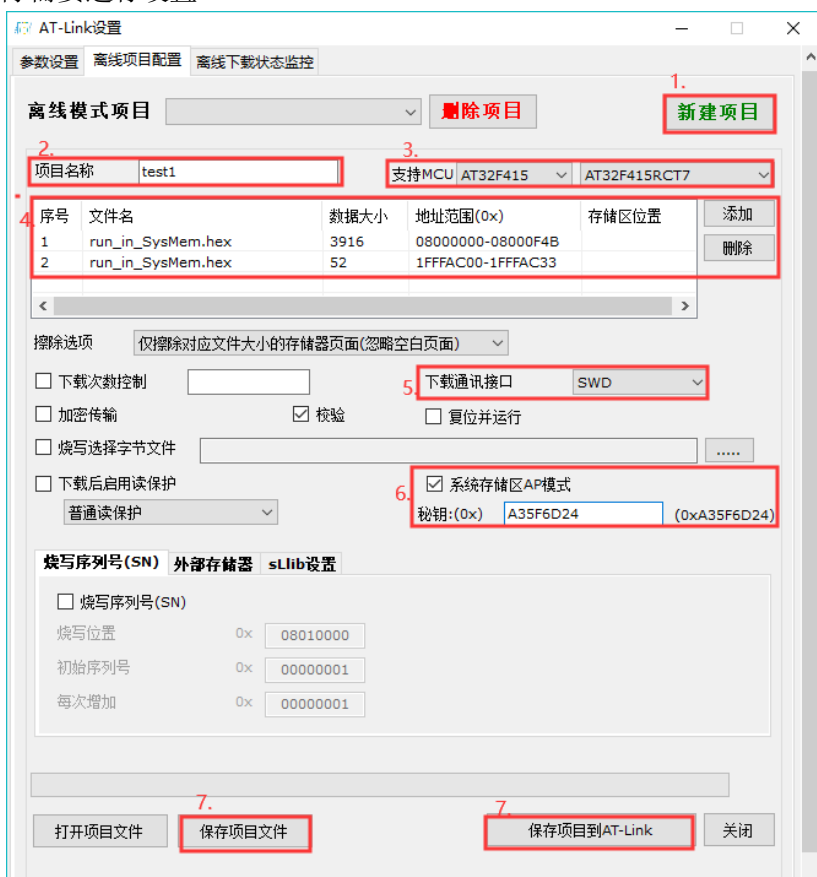 AT-Link设置
参数设置 离线项目配置 离线下载状态监控
1.
离线模式项目 删除项目 新建项目
2. 3.
项目名称 test1 支持MCU AT32F415 AT32F415RCT7
4.
序号 文件名 数据大小 地址范围(0x) 存储区位置 添加
1 run_in_SysMem.hex 3916 08000000-08000F4B
删除
2 run_in_SysMem.hex 52 1FFFAC00-1FFFAC33
擦除选项 仅擦除对应文件大小的存储器页面(忽略空白页面)
下载次数控制 5. 下载通讯接口 SWD
加密传输 校验 复位并运行
烧写选择字节文件 .....
下载后启用读保护 6. 系统存储区AP模式
普通读保护 秘钥:(0x) A35F6D24 (0xA35F6D24)
烧写序列号(SN) 外部存储器 sLlib设置
烧写序列号(SN)
烧写位置 0x 08010000
初始序列号 0x 00000001
每次增加 0x 00000001
7. 7.
打开项目文件 保存项目文件 保存项目到AT-Link 关闭